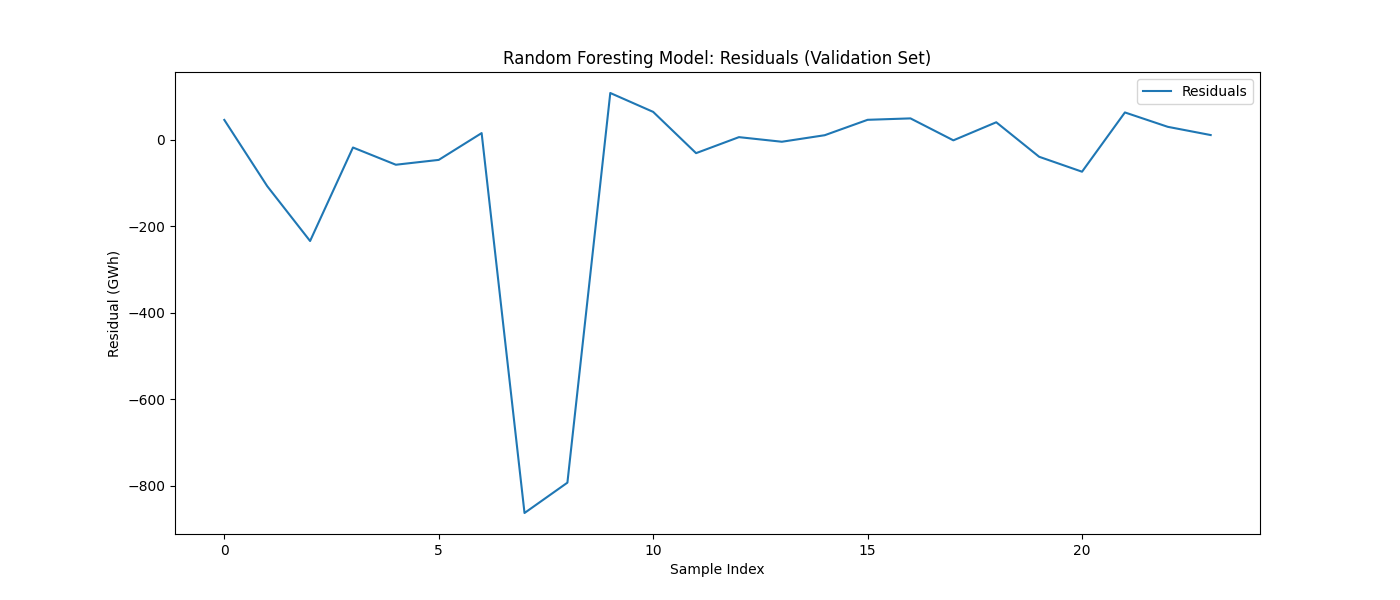 Random Foresting Model: Residuals (Validation Set)
Residuals
0
−200
−400
−600
−800
Residual (GWh)
0 5 10 15 20
Sample Index